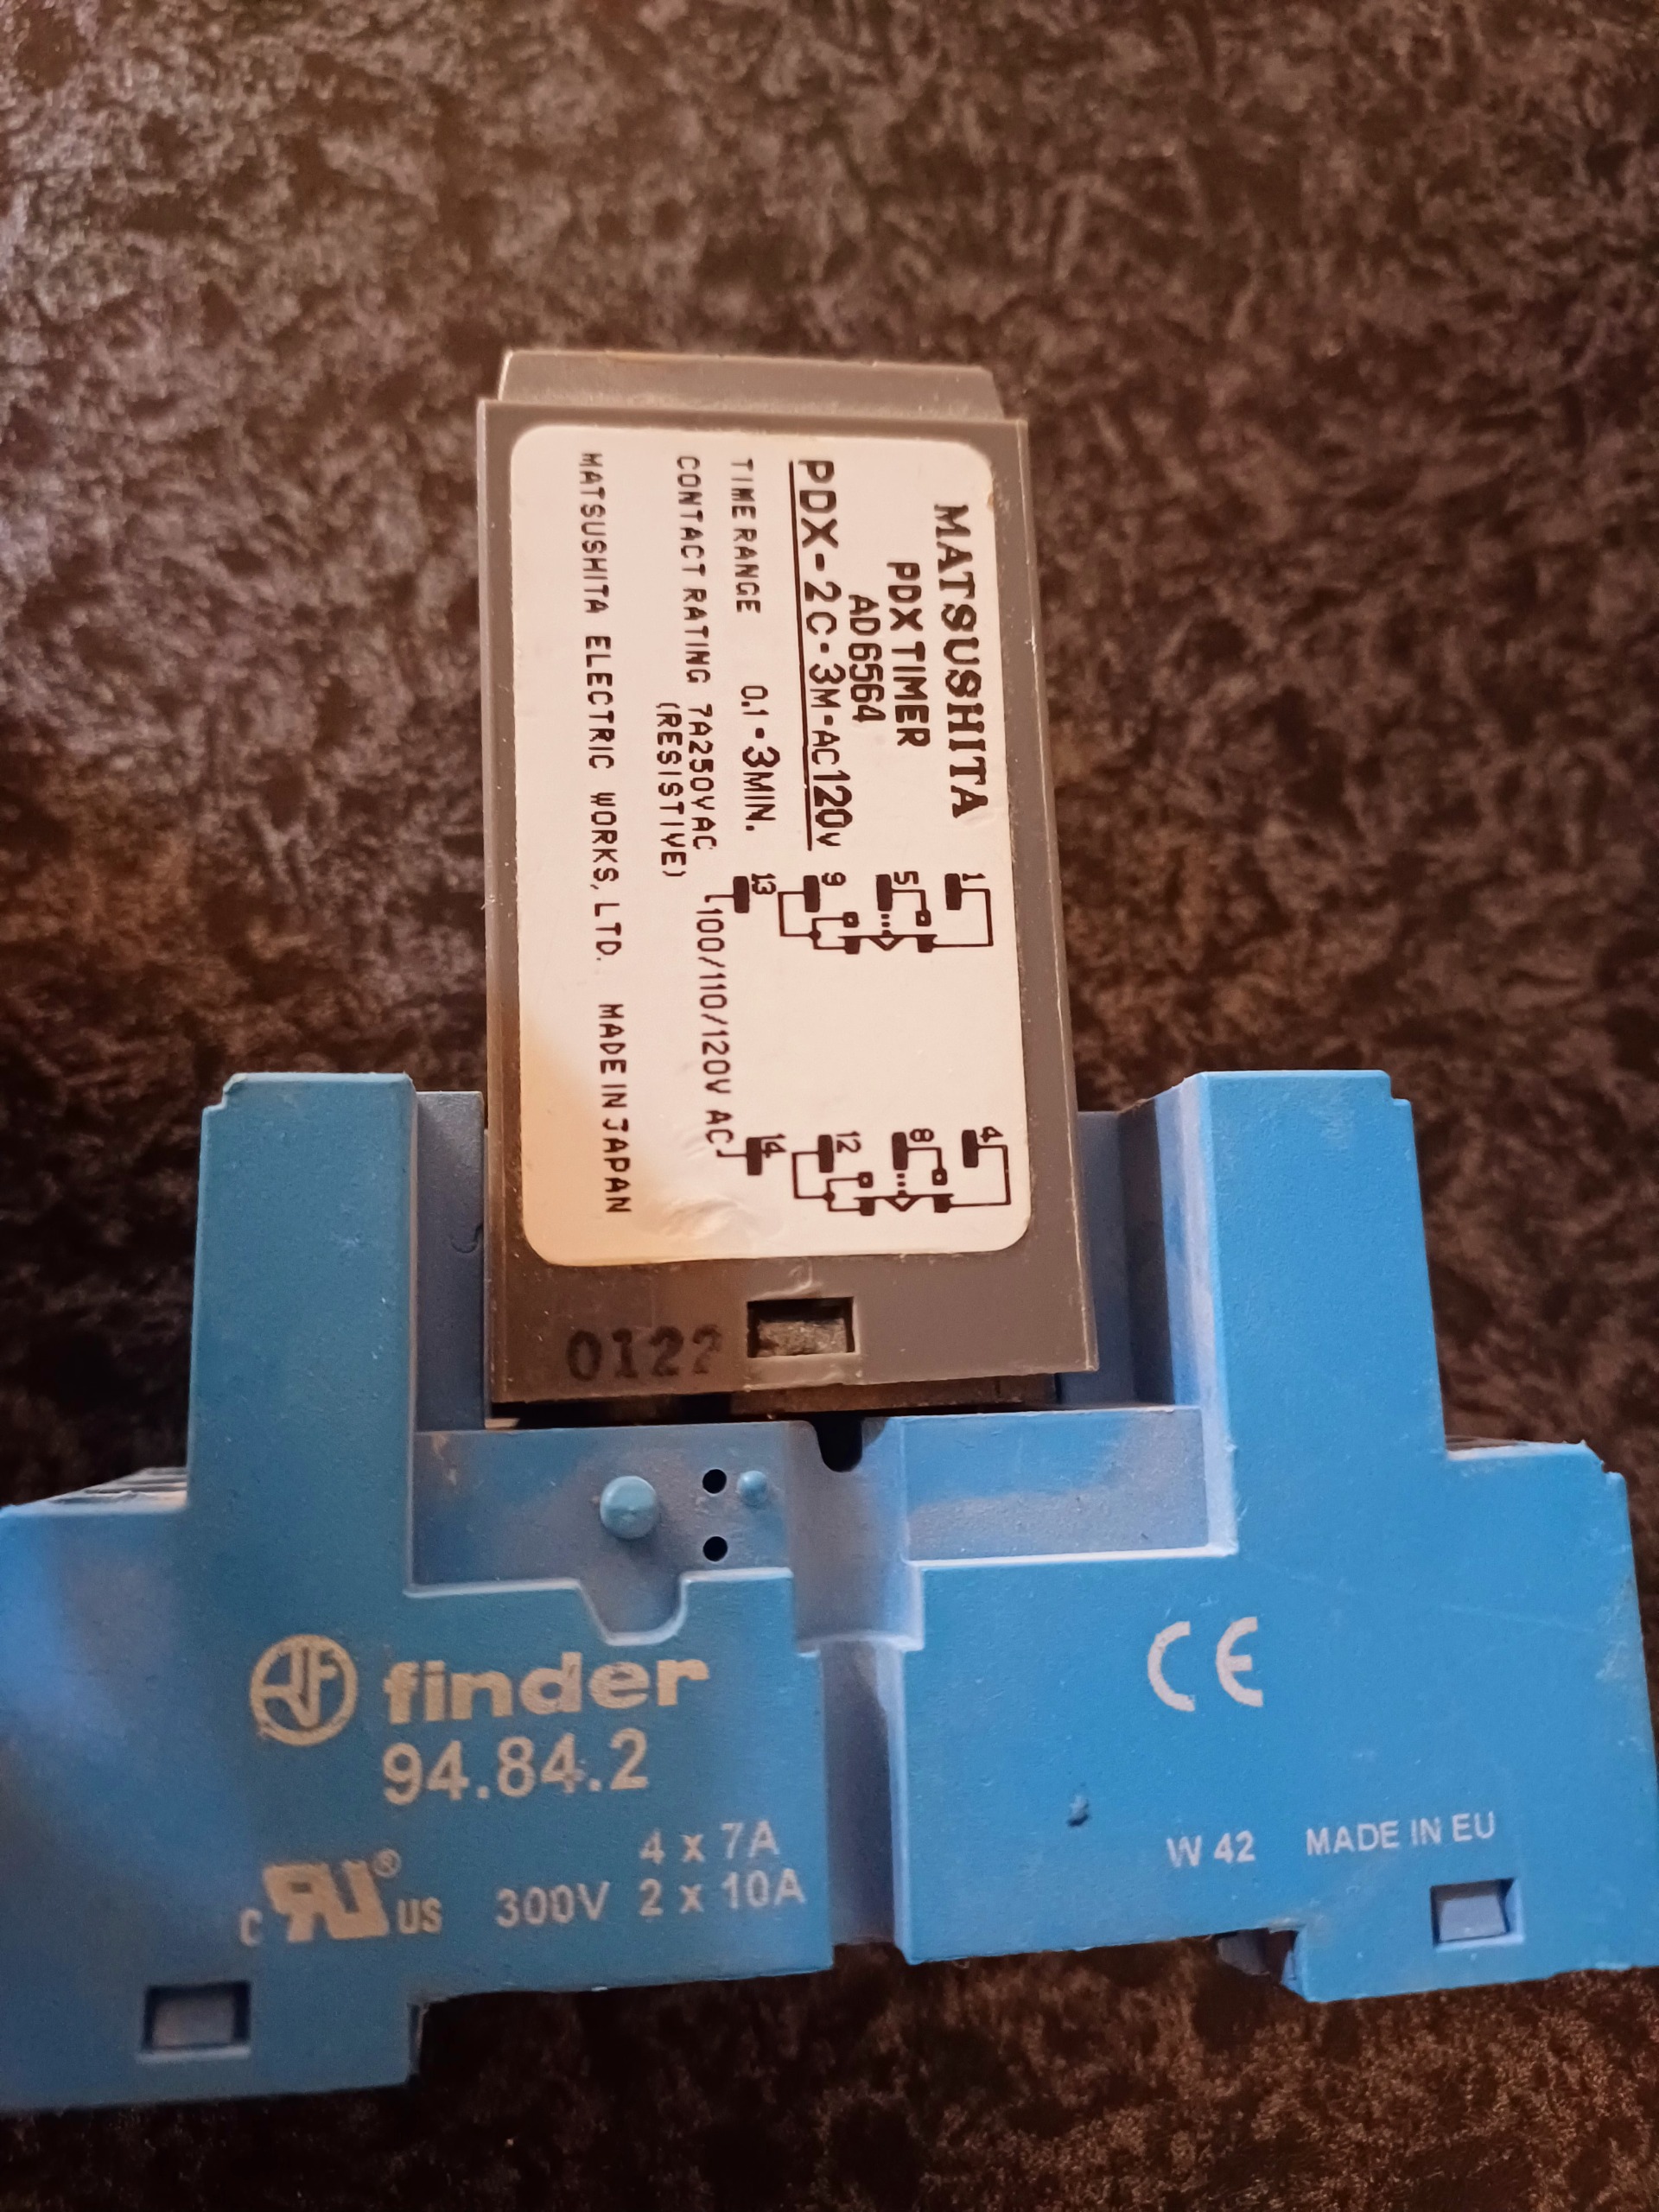 MATSUSHITA
PDX TIMER
AD6564
PDX-2C-3M-AC120V
TIME RANGE 0.1-3MIN.
CONTACT RATING 7A250VAC
(RESISTIVE)
MATSUSHITA ELECTRIC WORKS, LTD. MADE IN JAPAN
1
4
5
8
9
12
13
14
100/110/120V AC
finder
94.84.2
4 x 7A
c RU® US 300V 2 x 10A
CE
W 42 MADE IN EU